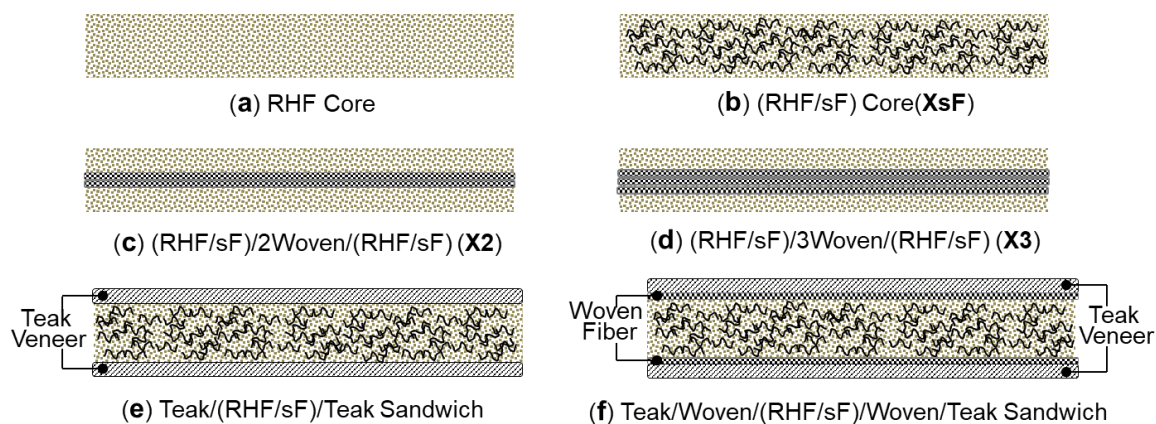 (a) RHF Core
(b) (RHF/sF) Core(XsF)
(c) (RHF/sF)/2Woven/(RHF/sF) (X2)
(d) (RHF/sF)/3Woven/(RHF/sF) (X3)
Teak
Veneer
(e) Teak/(RHF/sF)/Teak Sandwich
Woven
Fiber
Teak
Veneer
(f) Teak/Woven/(RHF/sF)/Woven/Teak Sandwich